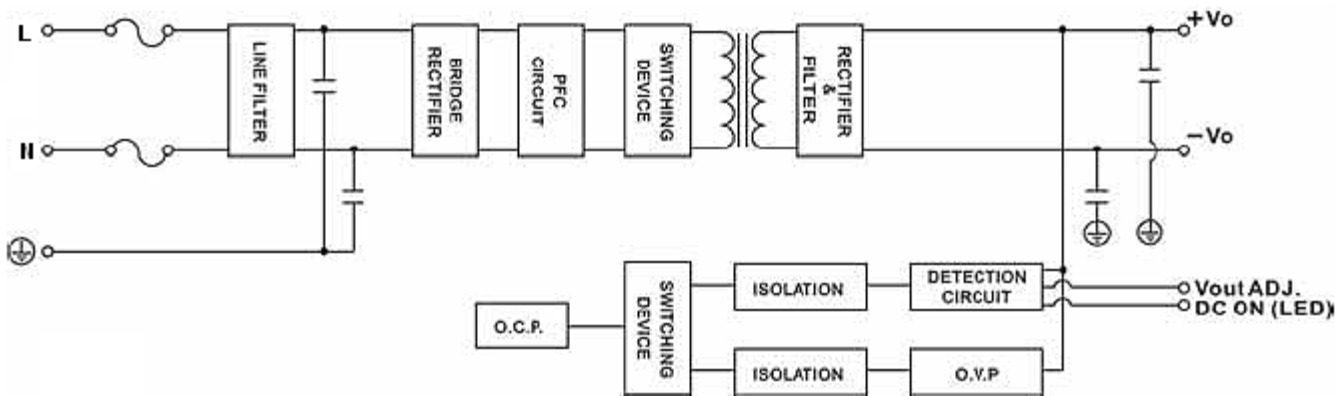 L
N
LINE FILTER
BRIDGE
RECTIFIER
PFC
CIRCUIT
SWITCHING
DEVICE
RECTIFIER
&
FILTER
+Vo
-Vo
O.C.P.
SWITCHING
DEVICE
ISOLATION
DETECTION
CIRCUIT
Vout ADJ.
DC ON (LED)
ISOLATION
O.V.P